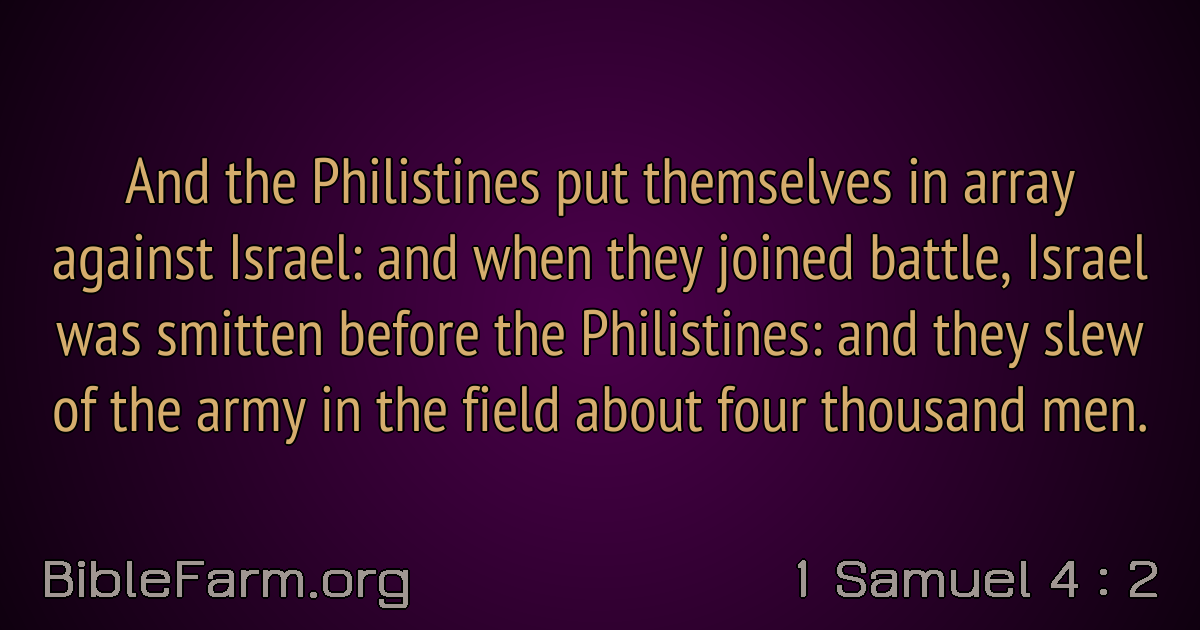 And the Philistines put themselves in array
against Israel: and when they joined battle, Israel
was smitten before the Philistines: and they slew
of the army in the field about four thousand men.
BibleFarm.org
1 Samuel 4 : 2